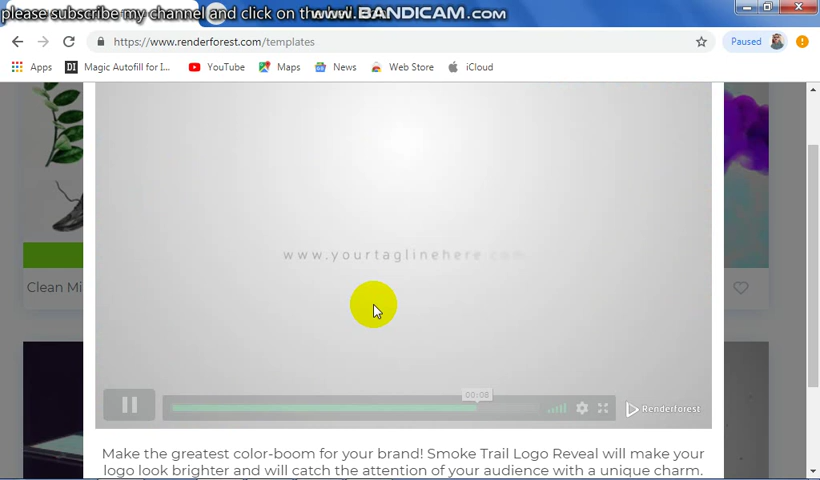 please subscribe my channel and click on the
www.BANDICAM.com
https://www.renderforest.com/templates
Paused
Apps
Magic Autofill for I...
YouTube
Maps
News
Web Store
iCloud
www.yourtaglinehere.com
Clean Mi
00:08
Renderforest
Make the greatest color-boom for your brand! Smoke Trail Logo Reveal will make your
logo look brighter and will catch the attention of your audience with a unique charm.